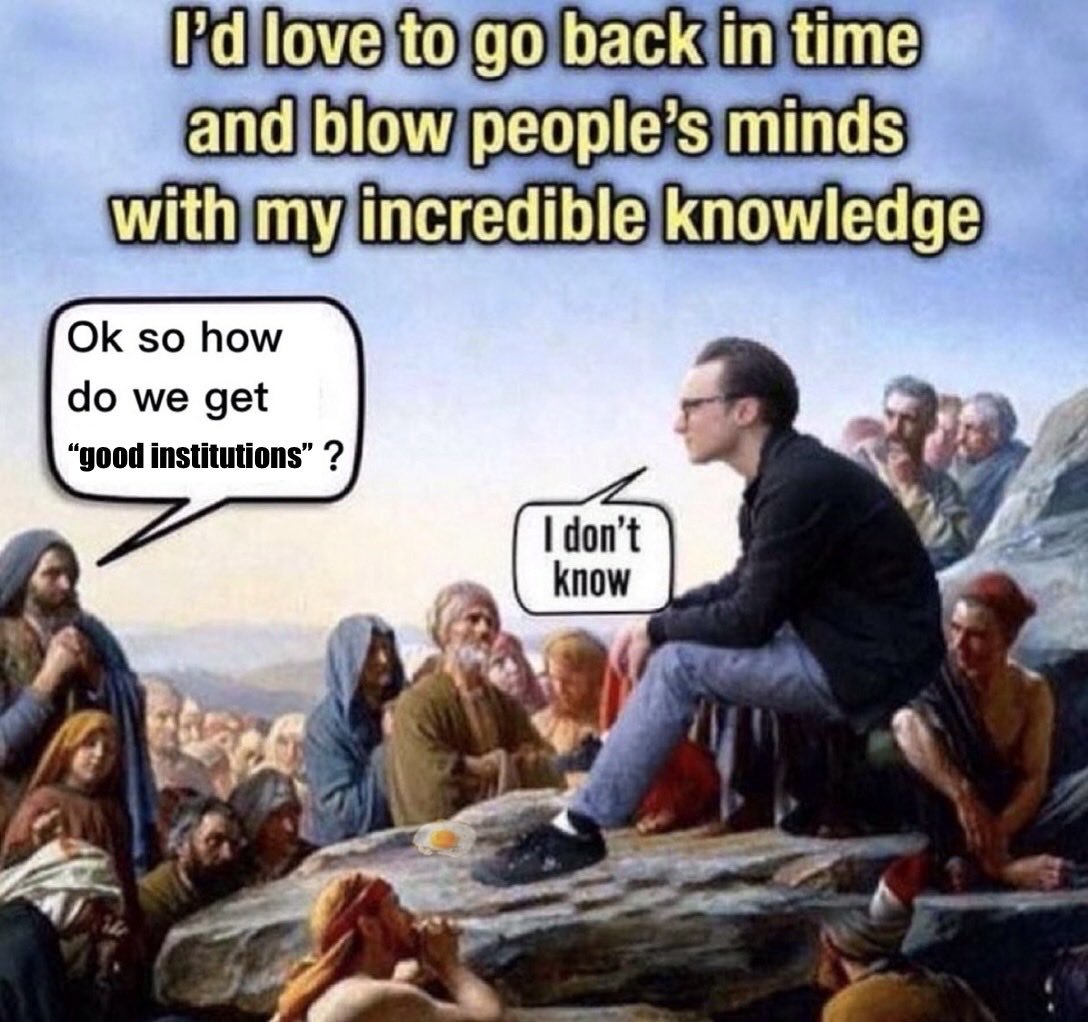 I'd love to go back in time
and blow people's minds
with my incredible knowledge
Ok so how
do we get
“good institutions” ?
I don't
know